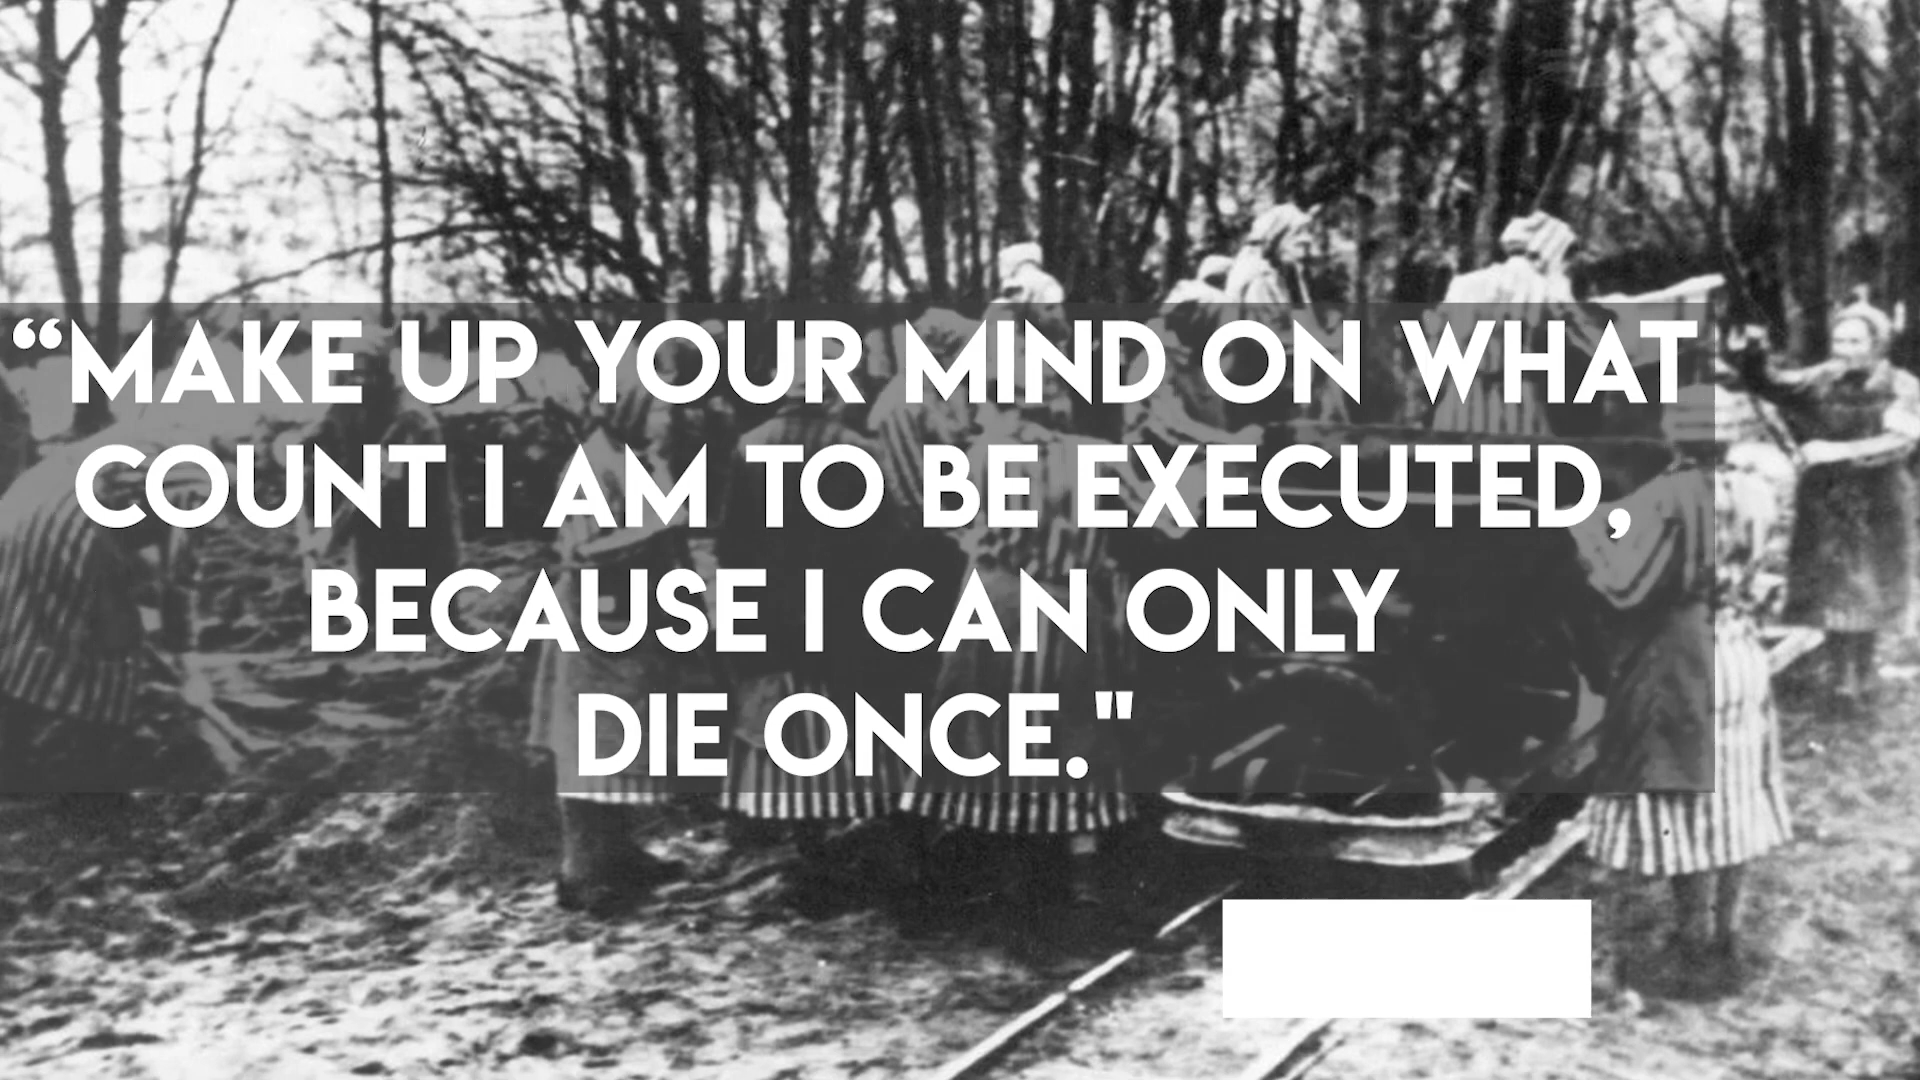 “MAKE UP YOUR MIND ON WHAT
COUNT I AM TO BE EXECUTED,
BECAUSE I CAN ONLY
DIE ONCE."